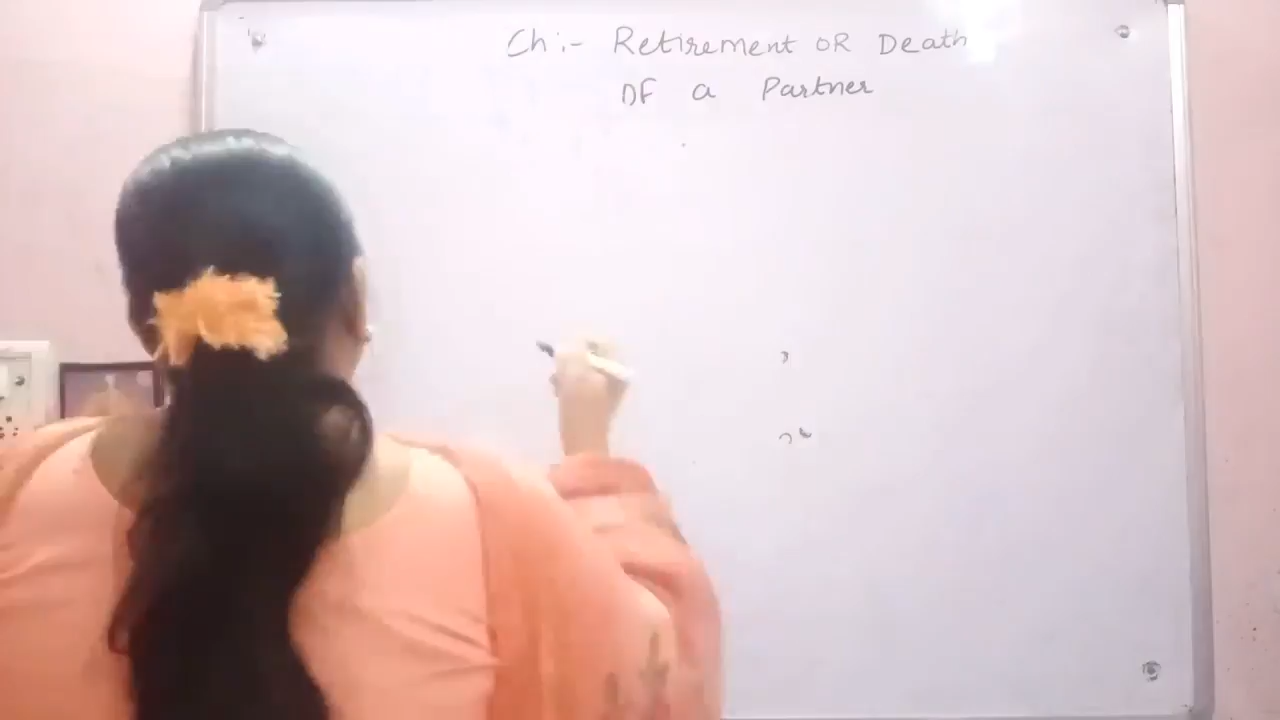 Ch:- Retirement OR Death
OF a Partner